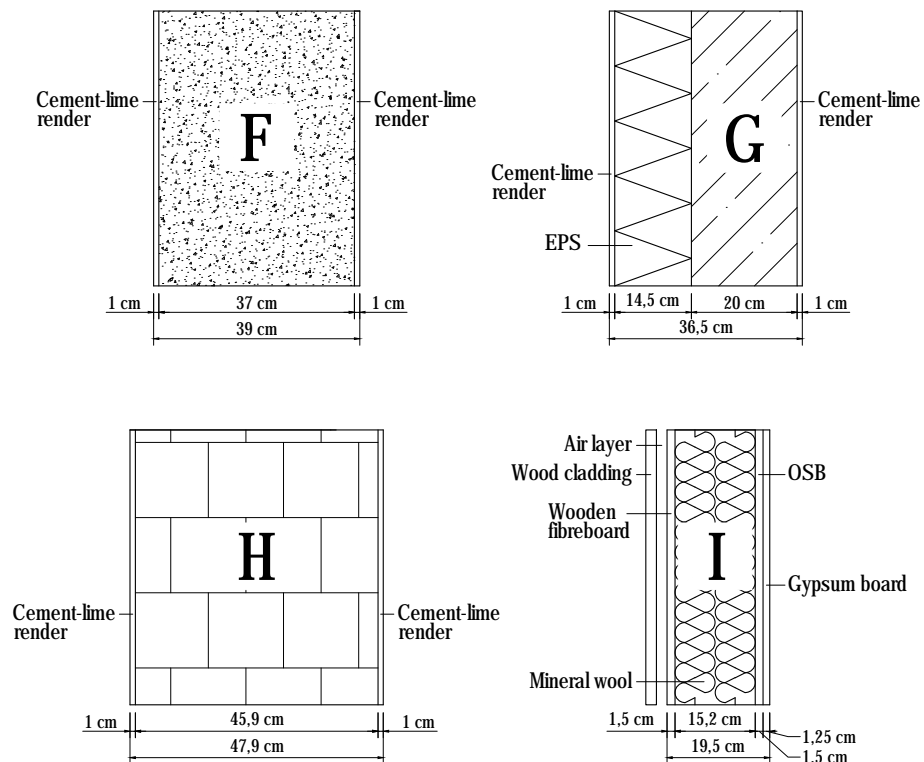 Cement-lime
render
F
Cement-lime
render
1 cm
37 cm
1 cm
39 cm
Cement-lime
render
G
Cement-lime
render
EPS
1 cm
14,5 cm
20 cm
1 cm
36,5 cm
H
Cement-lime
render
Cement-lime
render
1 cm
45,9 cm
1 cm
47,9 cm
Air layer
Wood cladding
OSB
Wooden
fibreboard
I
Gypsum board
Mineral wool
1,5 cm
15,2 cm
1,25 cm
19,5 cm
1,5 cm